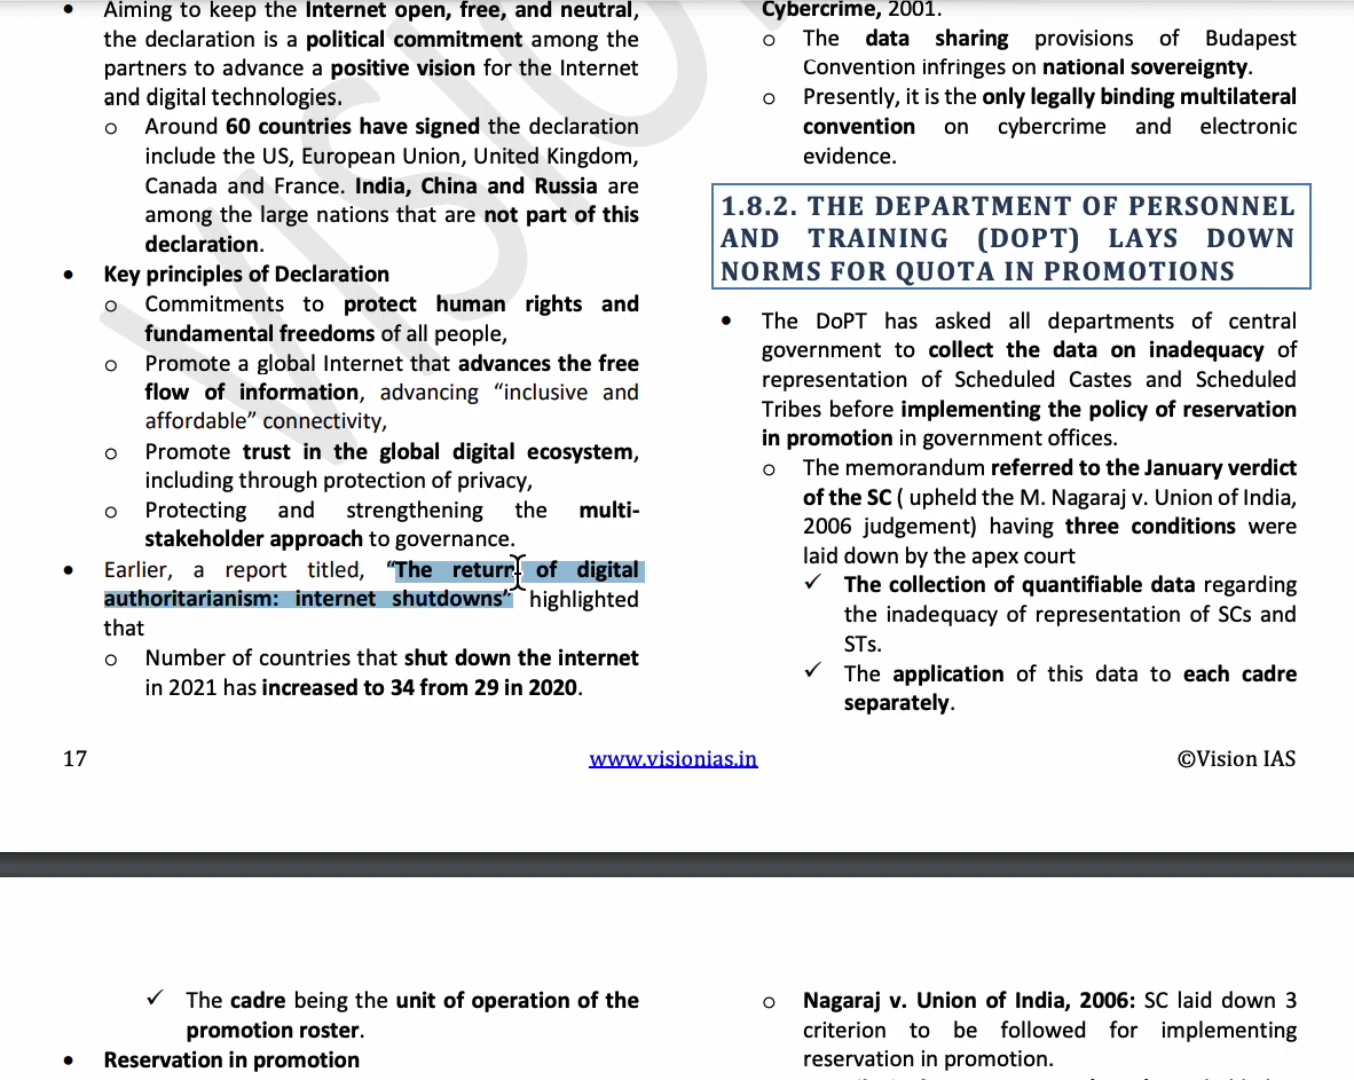 • Aiming to keep the Internet open, free, and neutral,
the declaration is a political commitment among the
partners to advance a positive vision for the Internet
and digital technologies.
o Around 60 countries have signed the declaration
include the US, European Union, United Kingdom,
Canada and France. India, China and Russia are
among the large nations that are not part of this
declaration.
• Key principles of Declaration
o Commitments to protect human rights and
fundamental freedoms of all people,
o Promote a global Internet that advances the free
flow of information, advancing “inclusive and
affordable” connectivity,
o Promote trust in the global digital ecosystem,
including through protection of privacy,
o Protecting and strengthening the multi-
stakeholder approach to governance.
• Earlier, a report titled, “The return of digital
authoritarianism: internet shutdowns” highlighted
that
o Number of countries that shut down the internet
in 2021 has increased to 34 from 29 in 2020.
Cybercrime, 2001.
o The data sharing provisions of Budapest
Convention infringes on national sovereignty.
o Presently, it is the only legally binding multilateral
convention on cybercrime and electronic
evidence.
1.8.2. THE DEPARTMENT OF PERSONNEL
AND TRAINING (DOPT) LAYS DOWN
NORMS FOR QUOTA IN PROMOTIONS
• The DoPT has asked all departments of central
government to collect the data on inadequacy of
representation of Scheduled Castes and Scheduled
Tribes before implementing the policy of reservation
in promotion in government offices.
o The memorandum referred to the January verdict
of the SC ( upheld the M. Nagaraj v. Union of India,
2006 judgement) having three conditions were
laid down by the apex court
✓ The collection of quantifiable data regarding
the inadequacy of representation of SCs and
STs.
✓ The application of this data to each cadre
separately.
17
www.visionias.in
©Vision IAS
✓ The cadre being the unit of operation of the
promotion roster.
• Reservation in promotion
o Nagaraj v. Union of India, 2006: SC laid down 3
criterion to be followed for implementing
reservation in promotion.